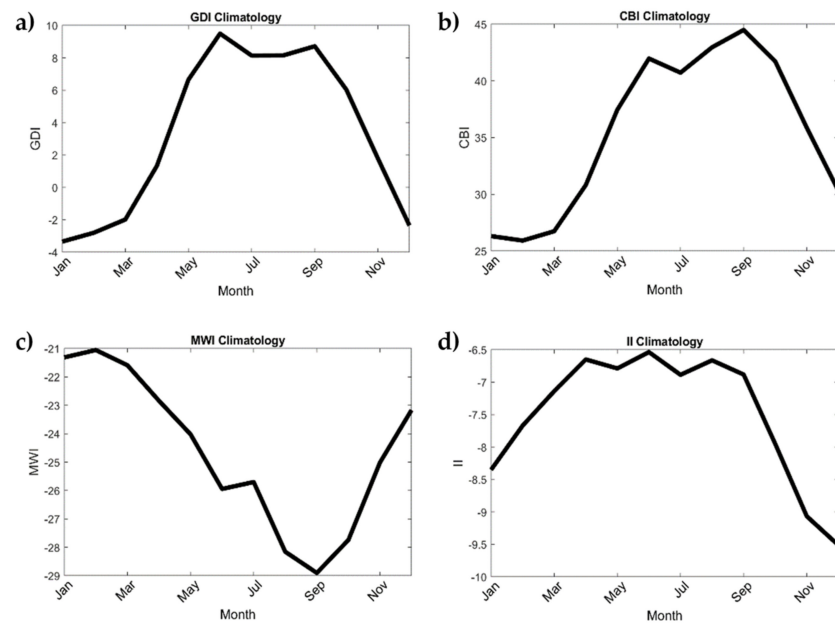 a)
GDI Climatology
10
8
6
4
2
0
-2
-4
GDI
Jan
Mar
May
Jul
Sep
Nov
Month
b)
CBI Climatology
45
40
35
30
25
CBI
Jan
Mar
May
Jul
Sep
Nov
Month
c)
MWI Climatology
-21
-22
-23
-24
-25
-26
-27
-28
-29
MWI
Jan
Mar
May
Jul
Sep
Nov
Month
d)
II Climatology
-6.5
-7
-7.5
-8
-8.5
-9
-9.5
-10
II
Jan
Mar
May
Jul
Sep
Nov
Month